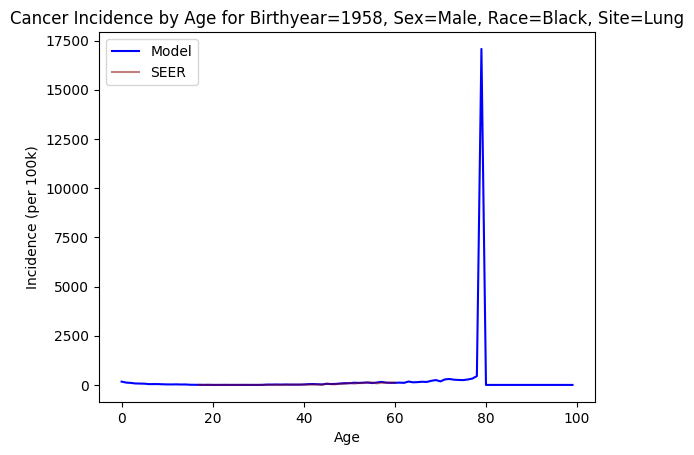 Cancer Incidence by Age for Birthyear=1958, Sex=Male, Race=Black, Site=Lung
17500
15000
12500
10000
7500
5000
2500
0
Incidence (per 100k)
Model
SEER
0 20 40 60 80 100
Age